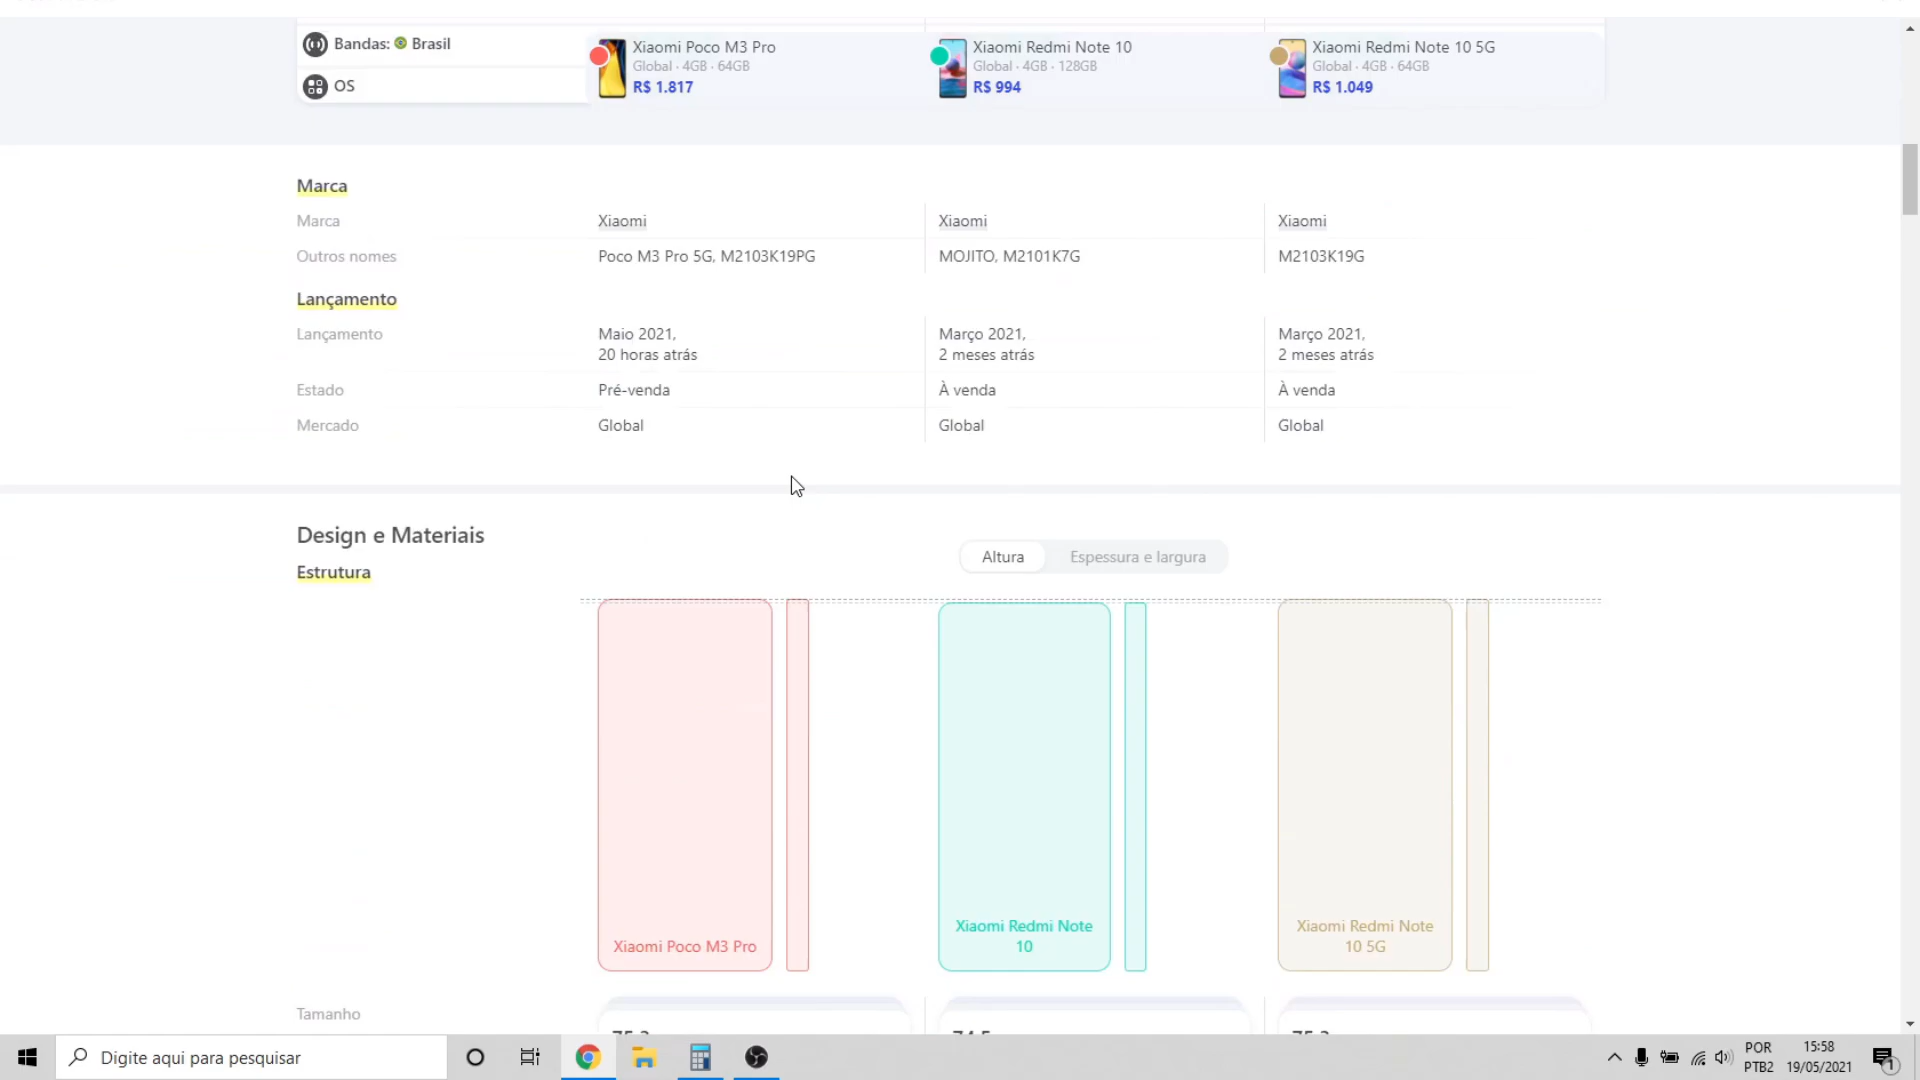 Bandas: Brasil
OS
Xiaomi Poco M3 Pro
Global · 4GB · 64GB
R$ 1.817
Xiaomi Redmi Note 10
Global · 4GB · 128GB
R$ 994
Xiaomi Redmi Note 10 5G
Global · 4GB · 64GB
R$ 1.049
Marca
Marca Xiaomi Xiaomi Xiaomi
Outros nomes Poco M3 Pro 5G, M2103K19PG MOJITO, M2101K7G M2103K19G
Lançamento
Lançamento Maio 2021, Março 2021, Março 2021,
20 horas atrás 2 meses atrás 2 meses atrás
Estado Pré-venda À venda À venda
Mercado Global Global Global
Design e Materiais
Altura Espessura e largura
Estrutura
Xiaomi Poco M3 Pro
Xiaomi Redmi Note
10
Xiaomi Redmi Note
10 5G
Tamanho
Digite aqui para pesquisar
POR
PTB2
15:58
19/05/2021
1